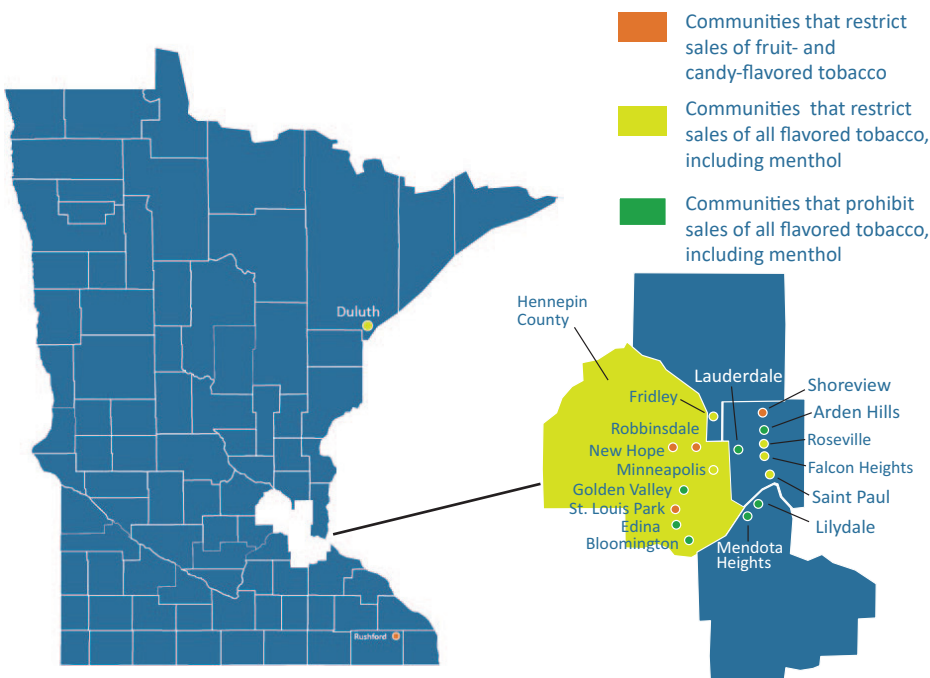 Communities that restrict
sales of fruit- and
candy-flavored tobacco
Communities that restrict
sales of all flavored tobacco,
including menthol
Communities that prohibit
sales of all flavored tobacco,
including menthol
Duluth
Rushford
Hennepin
County
Lauderdale
Fridley
Shoreview
Arden Hills
Robbinsdale
Roseville
New Hope
Minneapolis
Falcon Heights
Golden Valley
Saint Paul
St. Louis Park
Edina
Lilydale
Bloomington
Mendota
Heights